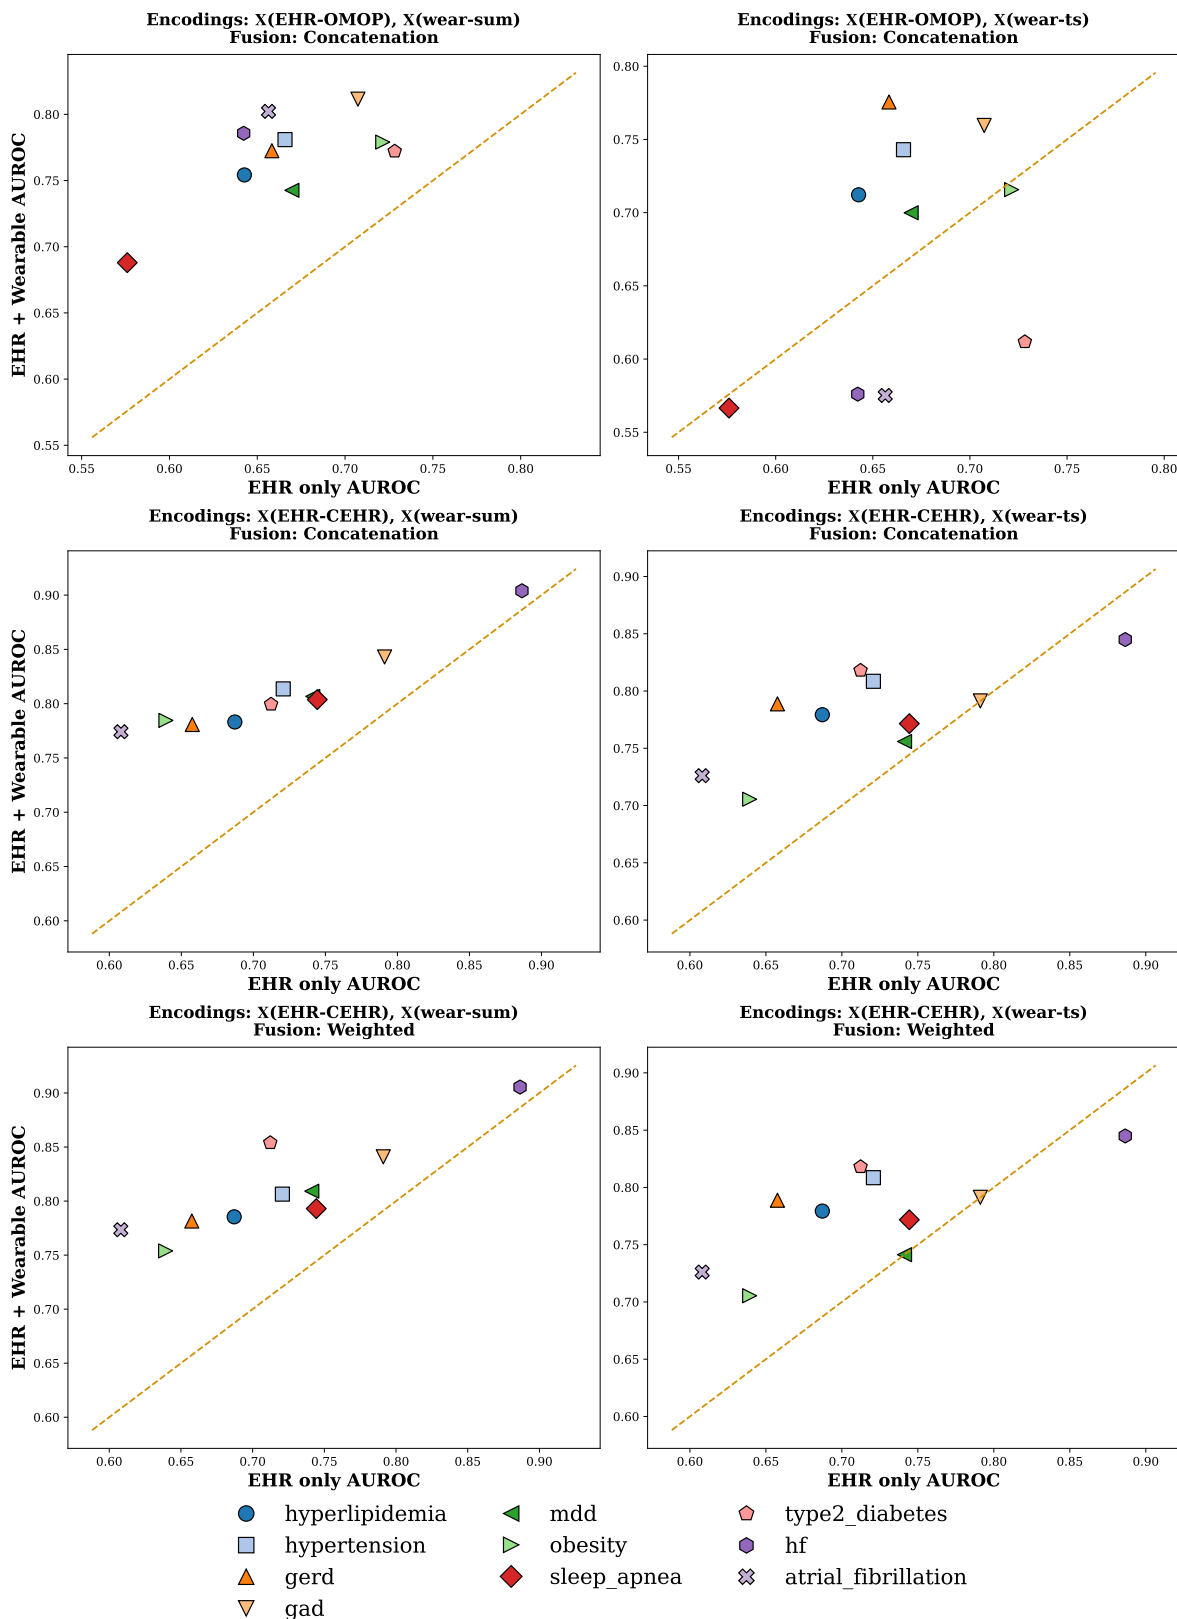 Encodings: X(EHR-OMOP), X(wear-sum)
Fusion: Concatenation
EHR + Wearable AUROC
0.80
0.75
0.70
0.65
0.60
0.55
0.55 0.60 0.65 0.70 0.75 0.80
EHR only AUROC
Encodings: X(EHR-OMOP), X(wear-ts)
Fusion: Concatenation
0.80
0.75
0.70
0.65
0.60
0.55
0.55 0.60 0.65 0.70 0.75 0.80
EHR only AUROC
Encodings: X(EHR-CEHR), X(wear-sum)
Fusion: Concatenation
EHR + Wearable AUROC
0.90
0.85
0.80
0.75
0.70
0.65
0.60
0.60 0.65 0.70 0.75 0.80 0.85 0.90
EHR only AUROC
Encodings: X(EHR-CEHR), X(wear-ts)
Fusion: Concatenation
0.90
0.85
0.80
0.75
0.70
0.65
0.60
0.60 0.65 0.70 0.75 0.80 0.85 0.90
EHR only AUROC
Encodings: X(EHR-CEHR), X(wear-sum)
Fusion: Weighted
EHR + Wearable AUROC
0.90
0.85
0.80
0.75
0.70
0.65
0.60
0.60 0.65 0.70 0.75 0.80 0.85 0.90
EHR only AUROC
Encodings: X(EHR-CEHR), X(wear-ts)
Fusion: Weighted
0.90
0.85
0.80
0.75
0.70
0.65
0.60
0.60 0.65 0.70 0.75 0.80 0.85 0.90
EHR only AUROC
hyperlipidemia
hypertension
gerd
gad
mdd
obesity
sleep_apnea
type2_diabetes
hf
atrial_fibrillation